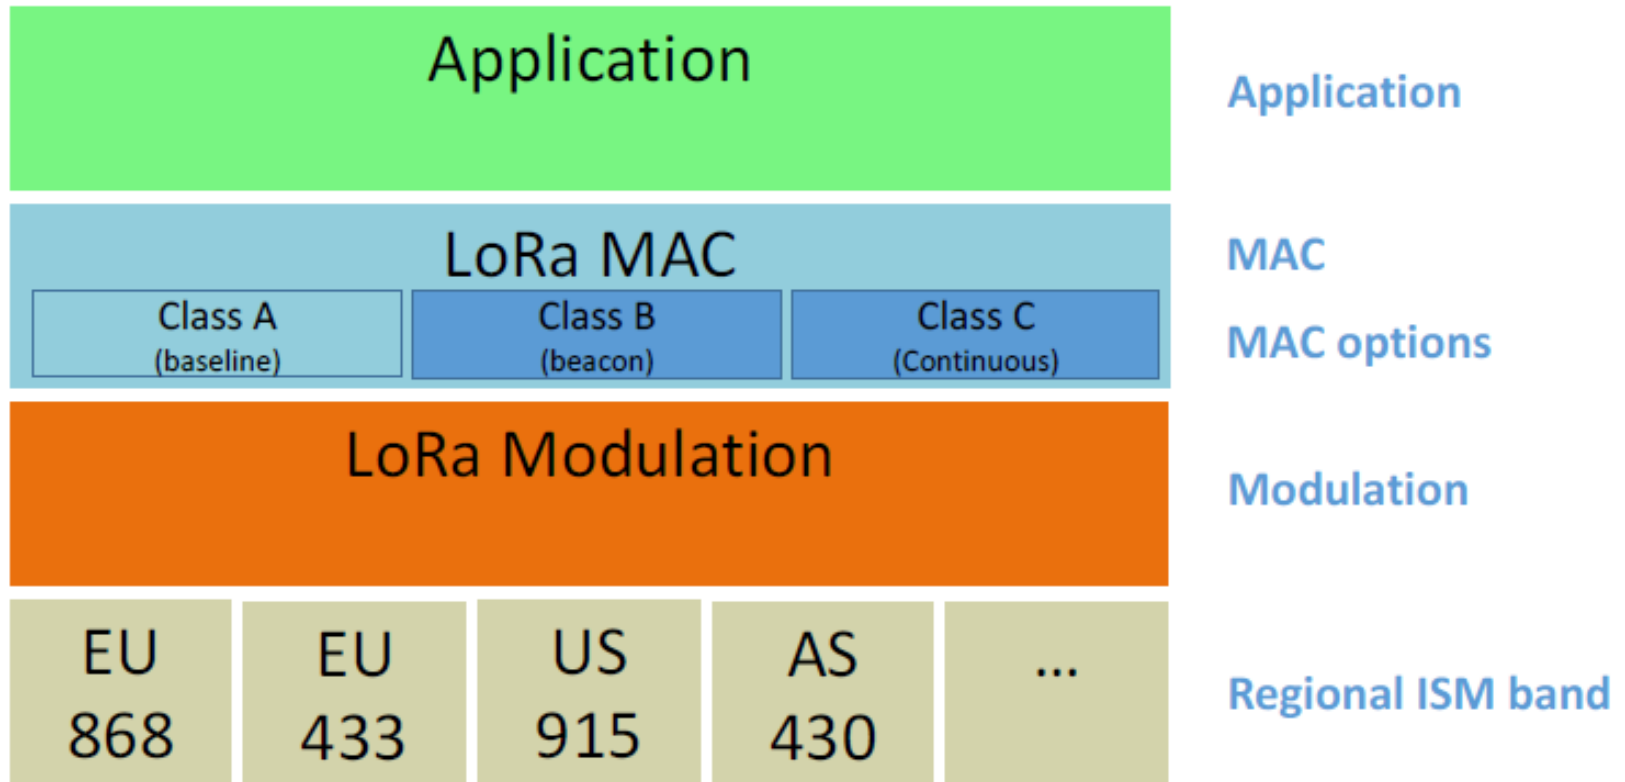 Application
Application
LoRa MAC
MAC
Class A
(baseline)
Class B
(beacon)
Class C
(Continuous)
MAC options
LoRa Modulation
Modulation
EU
868
EU
433
US
915
AS
430
...
Regional ISM band